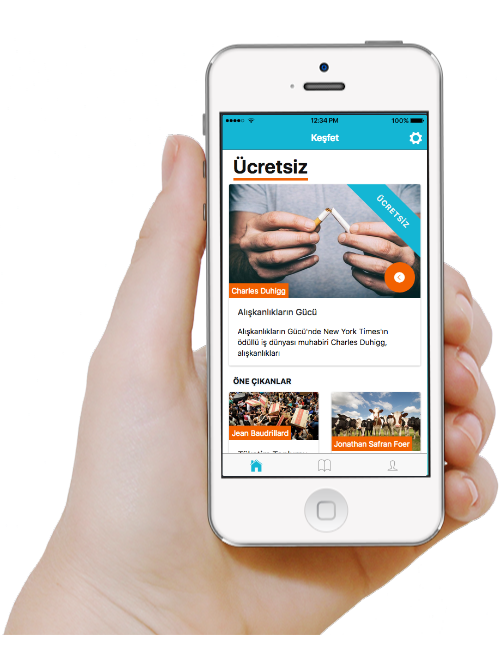 12:34 PM
100%
Keşfet
Ücretsiz
ÜCRETSİZ
Charles Duhigg
Alışkanlıkların Gücü
Alışkanlıkların Gücü'nde New York Times'ın
ödüllü iş dünyası muhabiri Charles Duhigg,
alışkanlıkları
ÖNE ÇIKANLAR
Jean Baudrillard
Jonathan Safran Foer